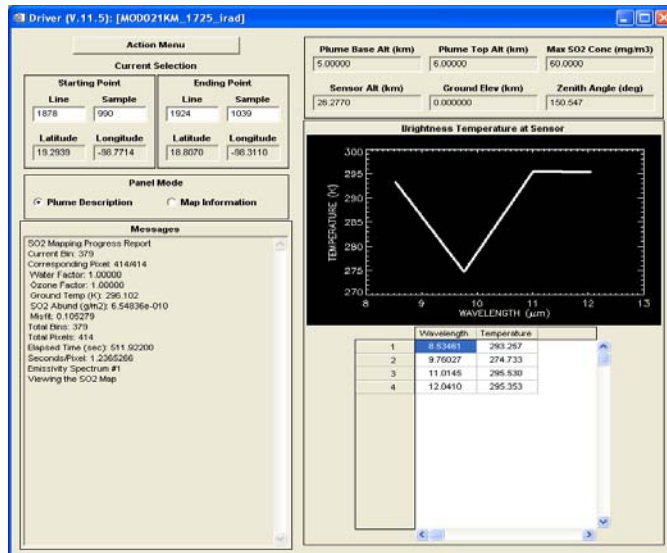 Driver (V.11.5): [MOD021KM_1725_irad]
Action Menu
Current Selection
Starting Point
Line Sample
1878 990
Latitude Longitude
19.2939 -98.7714
Ending Point
Line Sample
1924 1039
Latitude Longitude
18.8070 -98.3110
Panel Mode
Plume Description Map Information
Messages
SO2 Mapping Progress Report
Current Bin: 379
Corresponding Pixel: 414/414
Water Factor: 1.00000
Ozone Factor: 1.00000
Ground Temp (K): 296.102
SO2 Abund (g/m2): 6.54836e-010
Misfit: 0.105279
Total Bins: 379
Total Pixels: 414
Elapsed Time (sec): 511.92200
Seconds/Pixel: 1.2365266
Emissivity Spectrum #1
Viewing the SO2 Map
Plume Base Alt (km) Plume Top Alt (km) Max SO2 Conc (mg/m3)
5.00000 6.00000 60.0000
Sensor Alt (km) Ground Elev (km) Zenith Angle (deg)
26.2770 0.000000 150.547
Brightness Temperature at Sensor
TEMPERATURE (K)
300
295
290
285
280
275
270
8 9 10 11 12 13
WAVELENGTH (μm)
Wavelength Temperature
1 8.53461 293.257
2 9.76027 274.733
3 11.0145 295.530
4 12.0410 295.353